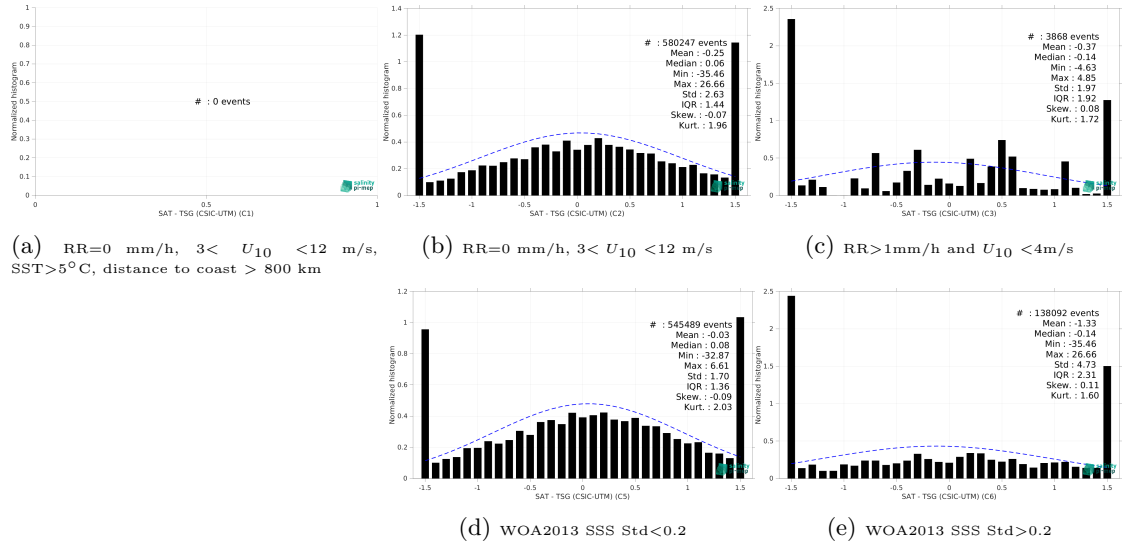 1
0.9
0.8
0.7
0.6
0.5
0.4
0.3
0.2
0.1
0
Normalized histogram
# : 0 events
salinity
pi-mep
0 0.5 1
SAT - TSG (CSIC-UTM) (C1)
(a) RR=0 mm/h, 3< U10 <12 m/s,
SST>5°C, distance to coast > 800 km
1.4
1.2
1
0.8
0.6
0.4
0.2
0
Normalized histogram
# : 580247 events
Mean : -0.25
Median : 0.06
Min : -35.46
Max : 26.66
Std : 2.63
IQR : 1.44
Skew. : -0.07
Kurt. : 1.96
salinity
pi-mep
-1.5 -1 -0.5 0 0.5 1 1.5
SAT - TSG (CSIC-UTM) (C2)
(b) RR=0 mm/h, 3< U10 <12 m/s
2.5
2
1.5
1
0.5
0
Normalized histogram
# : 3868 events
Mean : -0.37
Median : -0.14
Min : -4.63
Max : 4.85
Std : 1.97
IQR : 1.92
Skew. : 0.08
Kurt. : 1.72
salinity
pi-mep
-1.5 -1 -0.5 0 0.5 1 1.5
SAT - TSG (CSIC-UTM) (C3)
(c) RR>1mm/h and U10 <4m/s
1.2
1
0.8
0.6
0.4
0.2
0
Normalized histogram
# : 545489 events
Mean : -0.03
Median : 0.08
Min : -32.87
Max : 6.61
Std : 1.70
IQR : 1.36
Skew. : -0.09
Kurt. : 2.03
salinity
pi-mep
-1.5 -1 -0.5 0 0.5 1 1.5
SAT - TSG (CSIC-UTM) (C5)
(d) WOA2013 SSS Std<0.2
2.5
2
1.5
1
0.5
0
Normalized histogram
# : 138092 events
Mean : -1.33
Median : -0.14
Min : -35.46
Max : 26.66
Std : 4.73
IQR : 2.31
Skew. : 0.11
Kurt. : 1.60
salinity
pi-mep
-1.5 -1 -0.5 0 0.5 1 1.5
SAT - TSG (CSIC-UTM) (C6)
(e) WOA2013 SSS Std>0.2